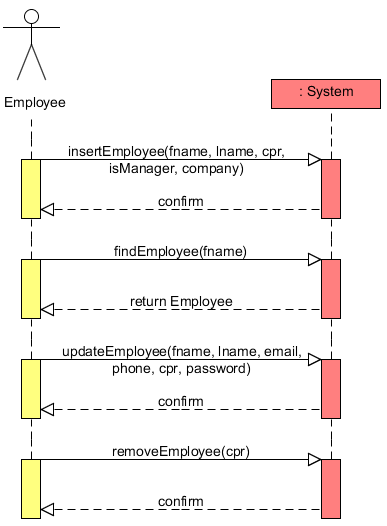 : System
Employee
insertEmployee(fname, lname, cpr,
isManager, company)
confirm
findEmployee(fname)
return Employee
updateEmployee(fname, lname, email,
phone, cpr, password)
confirm
removeEmployee(cpr)
confirm